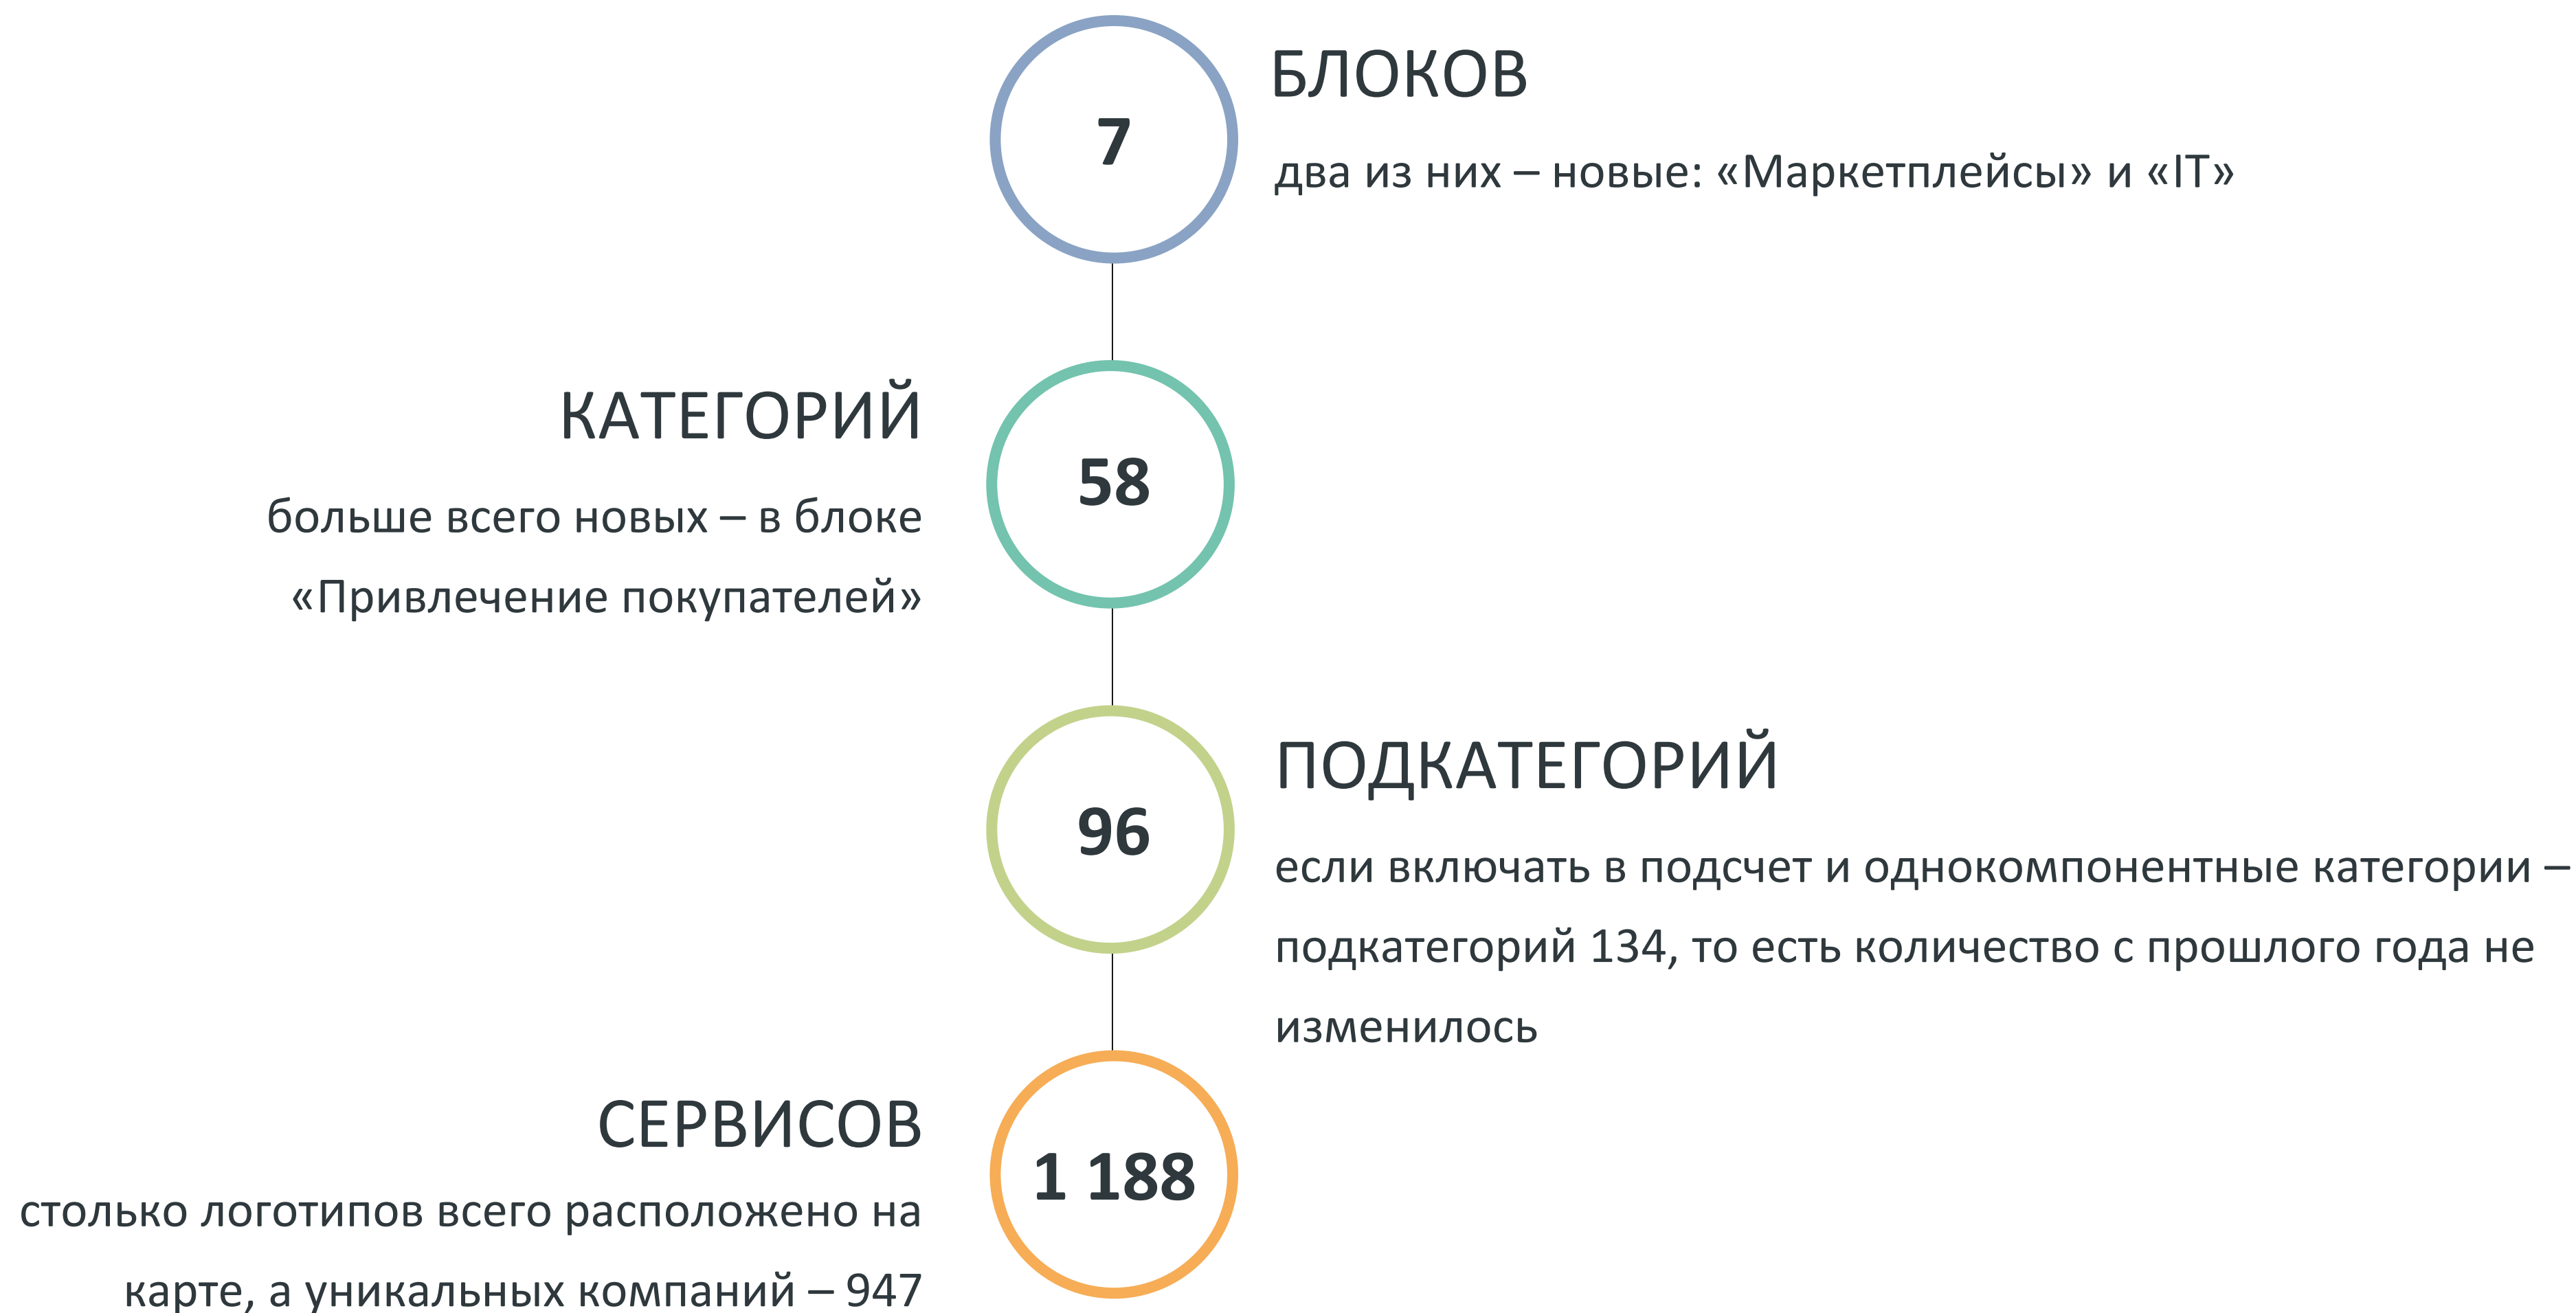 7
БЛОКОВ
два из них – новые: «Маркетплейсы» и «IT»
КАТЕГОРИЙ
58
больше всего новых – в блоке
«Привлечение покупателей»
96
ПОДКАТЕГОРИЙ
если включать в подсчет и однокомпонентные категории –
подкатегорий 134, то есть количество с прошлого года не
изменилось
СЕРВИСОВ
1 188
столько логотипов всего расположено на
карте, а уникальных компаний – 947